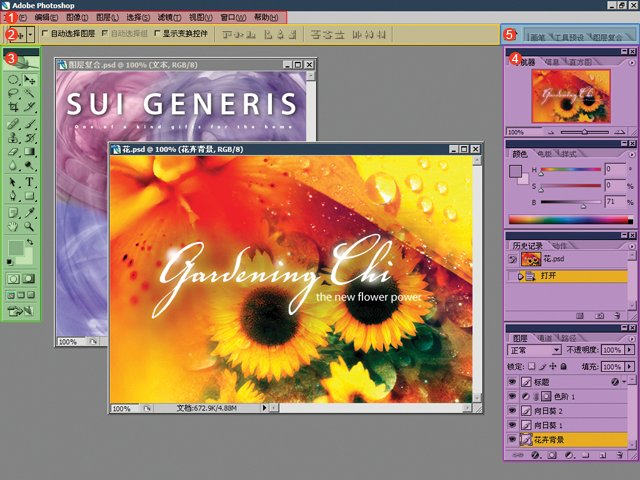 Adobe Photoshop
1 (F) 编辑(E) 图像(I) 图层(L) 选择(S) 滤镜(T) 视图(V) 窗口(W) 帮助(H)
2 自动选择图层 自动选择组 显示变换控件
5 画笔 工具预设 图层复合
3
4 航器 信息 直方图
100%
图层复合.psd @ 100% (文本, RGB/8)
SUI GENERIS
One of a kind gifts for the home
100%
花.psd @ 100% (花卉背景, RGB/8)
Gardening Chi
the new flower power
100% 文档:672.9K/4.88M
颜色 色板 样式
H 0 °
S 0 %
B 71 %
历史记录 动作
花.psd
打开
图层 通道 路径
正常 不透明度: 100%
锁定: 填充: 100%
标题
色阶 1
向日葵 2
向日葵 1
花卉背景